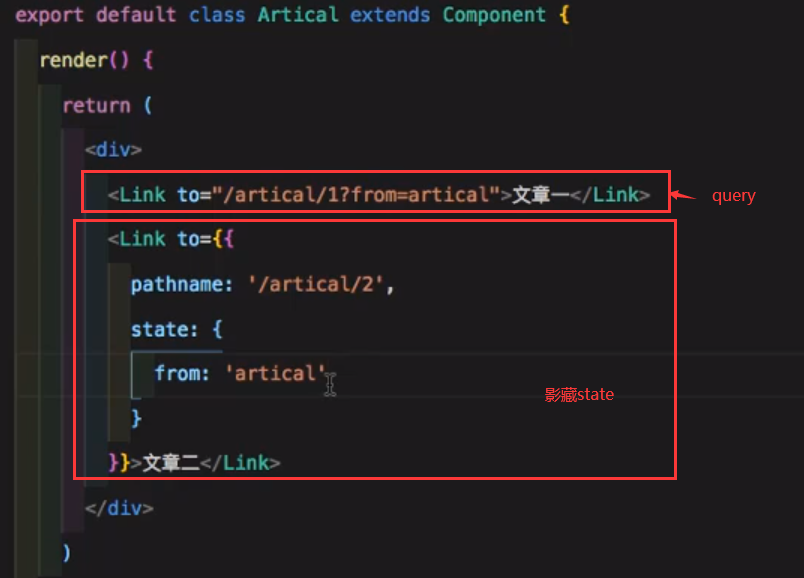 export default class Artical extends Component {
render() {
return (
<div>
<Link to="/artical/1?from=artical">文章一</Link>
query
<Link to={{
pathname: '/artical/2',
state: {
from: 'artical'
影藏state
}
}}>文章二</Link>
</div>
)